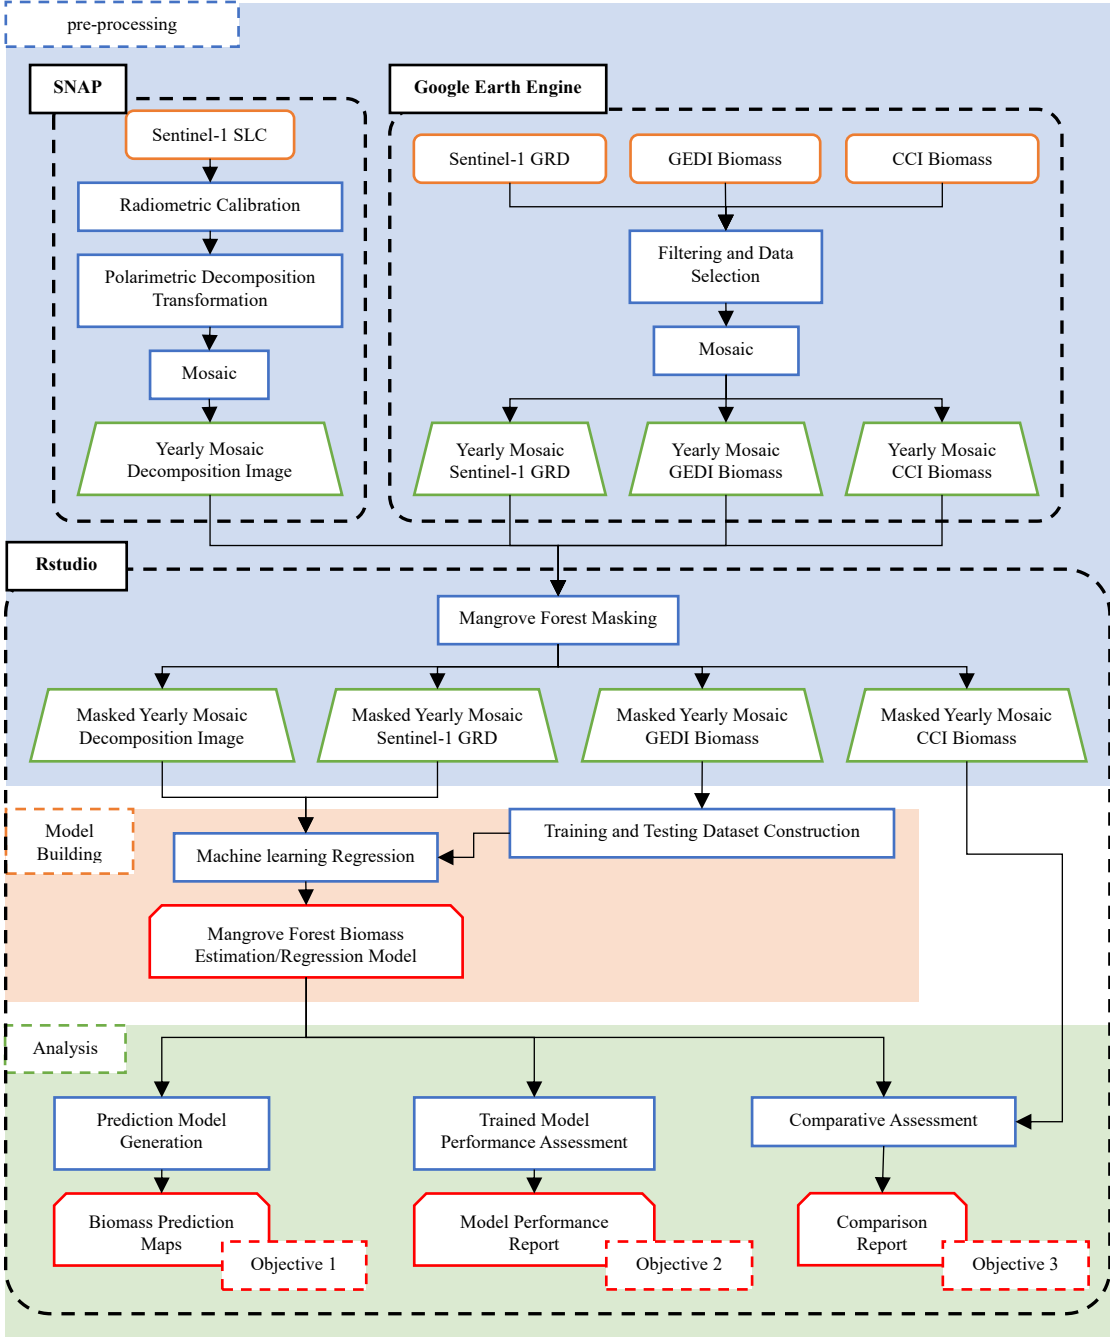 pre-processing
SNAP
Google Earth Engine
Sentinel-1 SLC
Sentinel-1 GRD
GEDI Biomass
CCI Biomass
Radiometric Calibration
Filtering and Data
Selection
Polarimetric Decomposition
Transformation
Mosaic
Mosaic
Yearly Mosaic
Decomposition Image
Yearly Mosaic
Sentinel-1 GRD
Yearly Mosaic
GEDI Biomass
Yearly Mosaic
CCI Biomass
Rstudio
Mangrove Forest Masking
Masked Yearly Mosaic
Decomposition Image
Masked Yearly Mosaic
Sentinel-1 GRD
Masked Yearly Mosaic
GEDI Biomass
Masked Yearly Mosaic
CCI Biomass
Model
Building
Training and Testing Dataset Construction
Machine learning Regression
Mangrove Forest Biomass
Estimation/Regression Model
Analysis
Prediction Model
Generation
Trained Model
Performance Assessment
Comparative Assessment
Biomass Prediction
Maps
Objective 1
Model Performance
Report
Objective 2
Comparison
Report
Objective 3